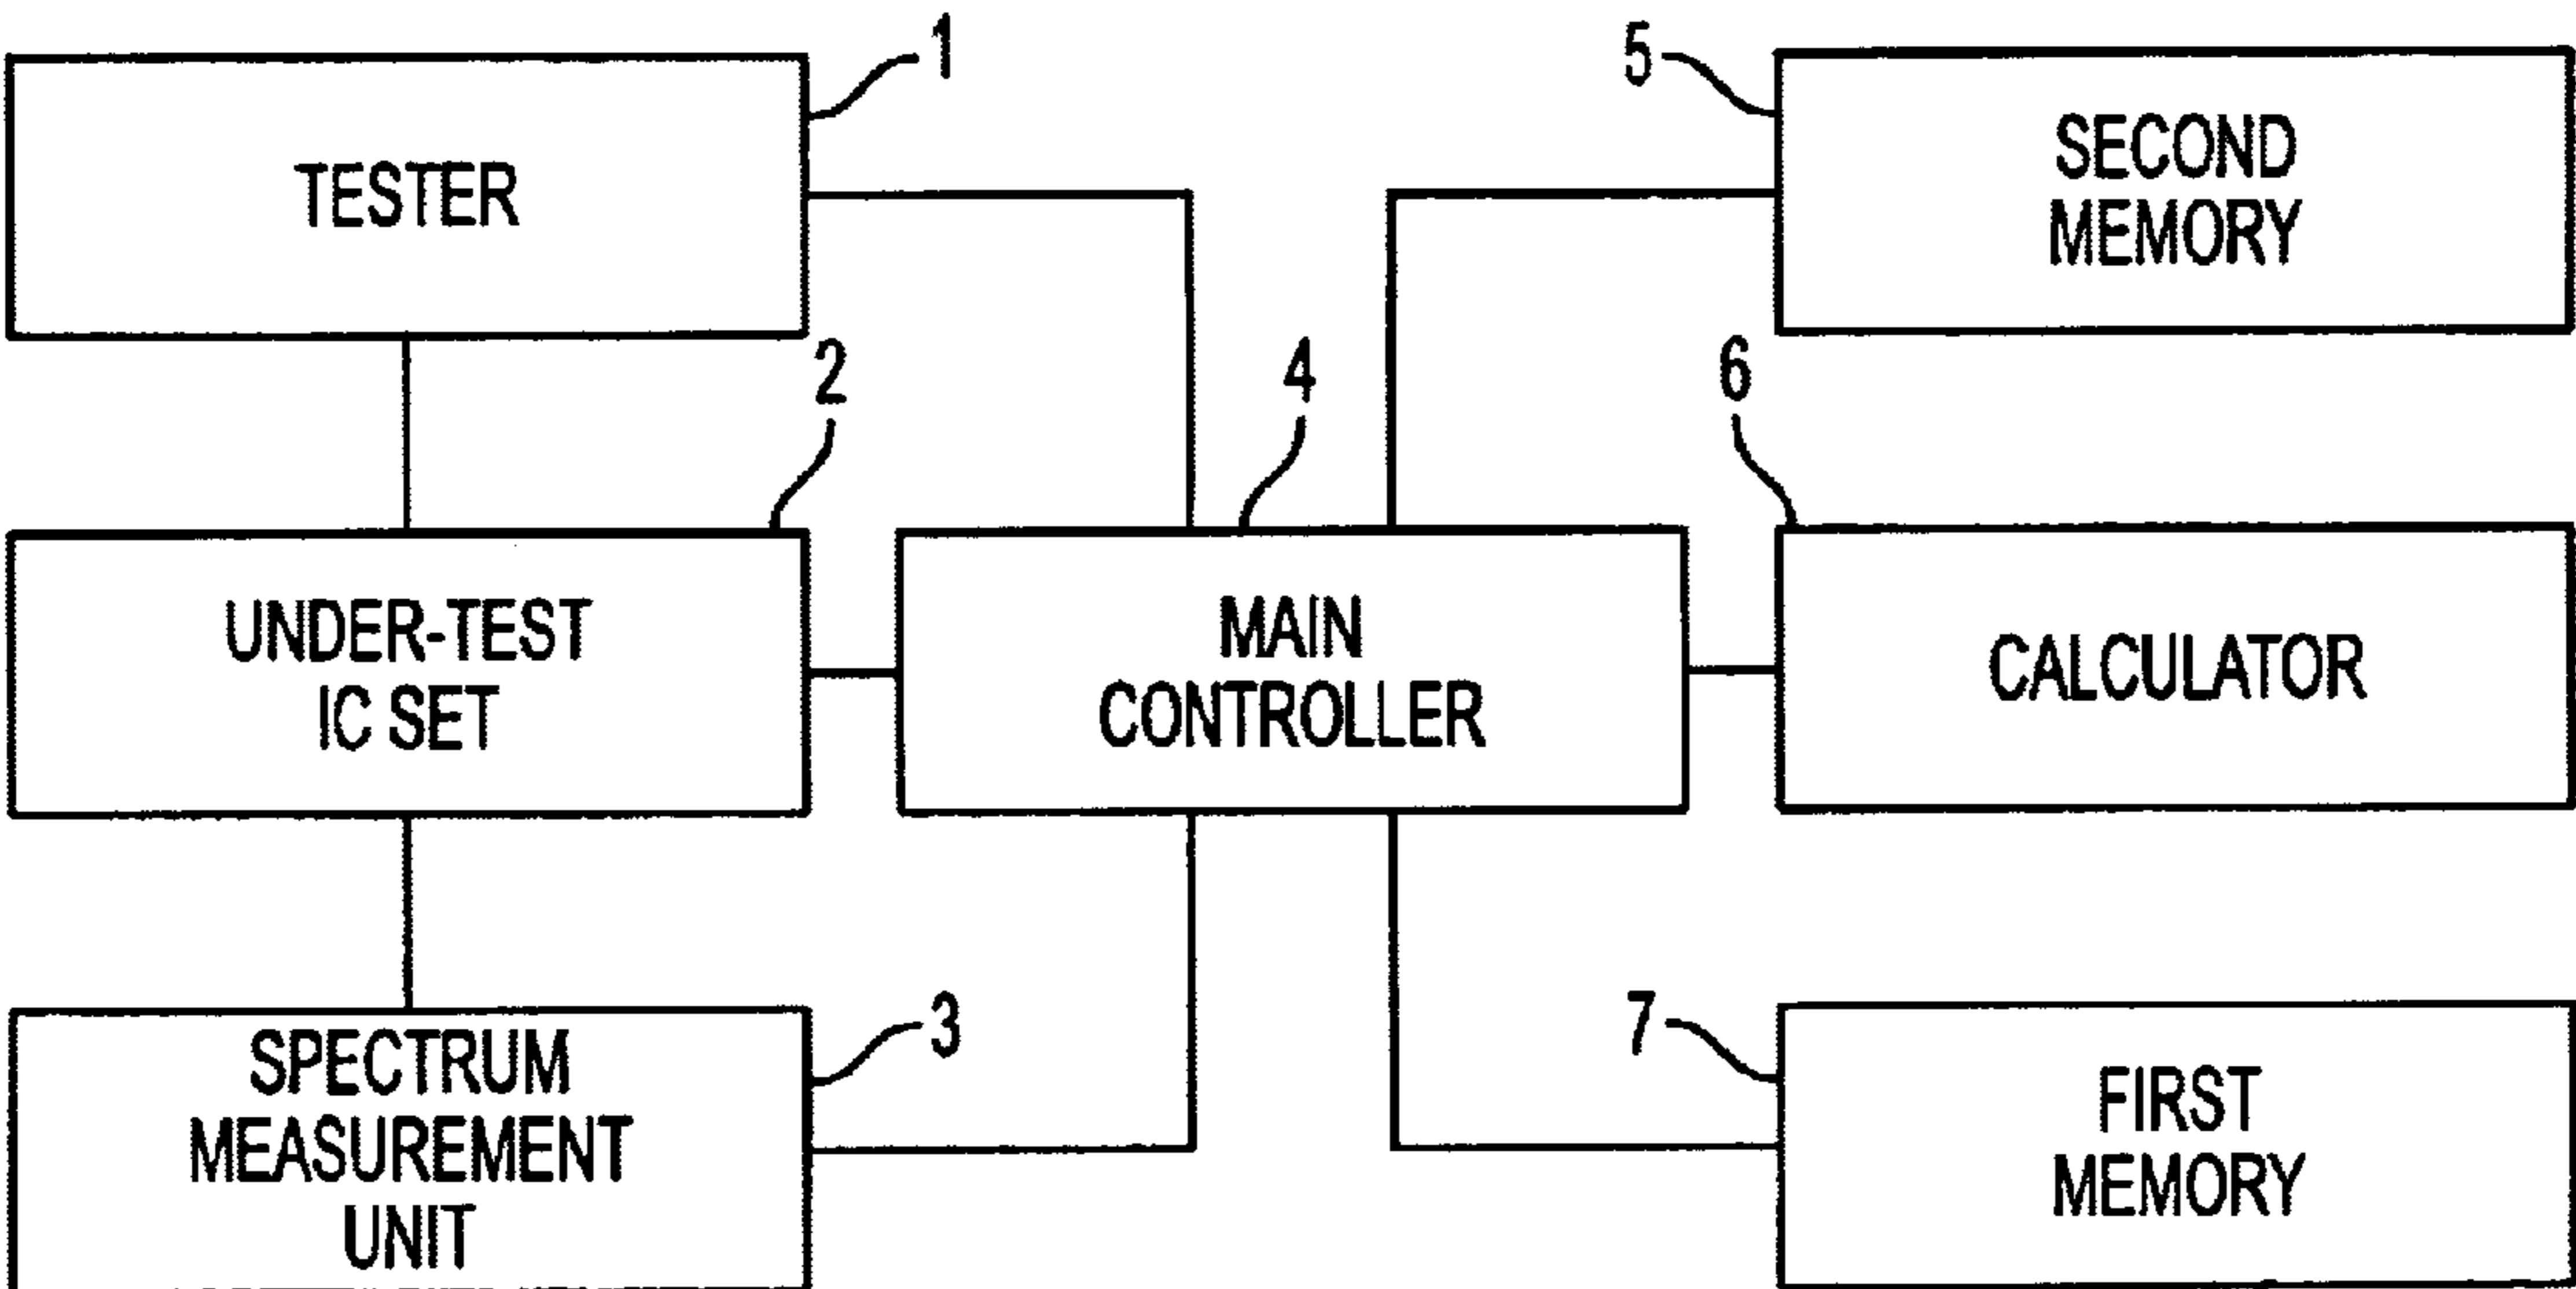 1
TESTER
5
SECOND
MEMORY
2
UNDER-TEST
IC SET
4
MAIN
CONTROLLER
6
CALCULATOR
3
SPECTRUM
MEASUREMENT
UNIT
7
FIRST
MEMORY